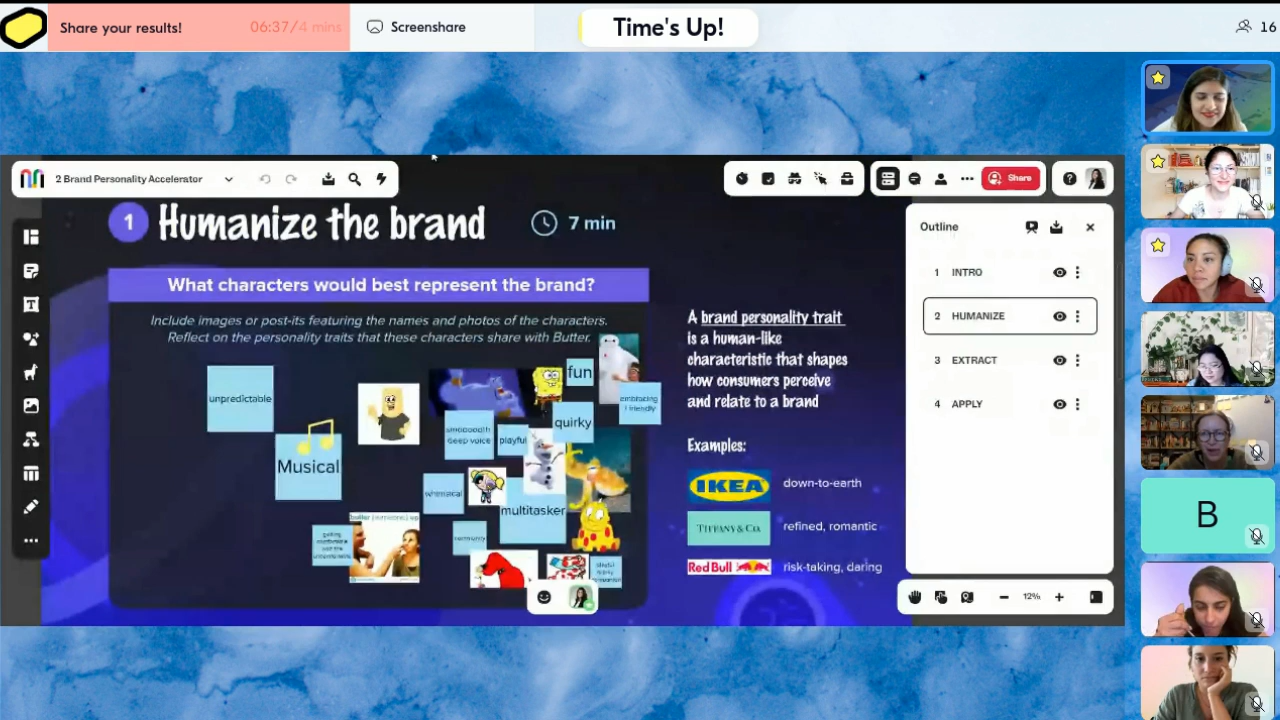 Share your results!
06:37/4 mins
Screenshare
Time's Up!
16
2 Brand Personality Accelerator
Share
1 Humanize the brand
7 min
What characters would best represent the brand?
Include images or post-its featuring the names and photos of the characters.
Reflect on the personality traits that these characters share with Butter.
unpredictable
Musical
fun
quirky
playful
deep voice
whimsical
multitasker
A brand personality trait
is a human-like
characteristic that shapes
how consumers perceive
and relate to a brand
Examples:
IKEA
down-to-earth
TIFFANY & CO.
refined, romantic
Red Bull
risk-taking, daring
Outline
1 INTRO
2 HUMANIZE
3 EXTRACT
4 APPLY
12%
B